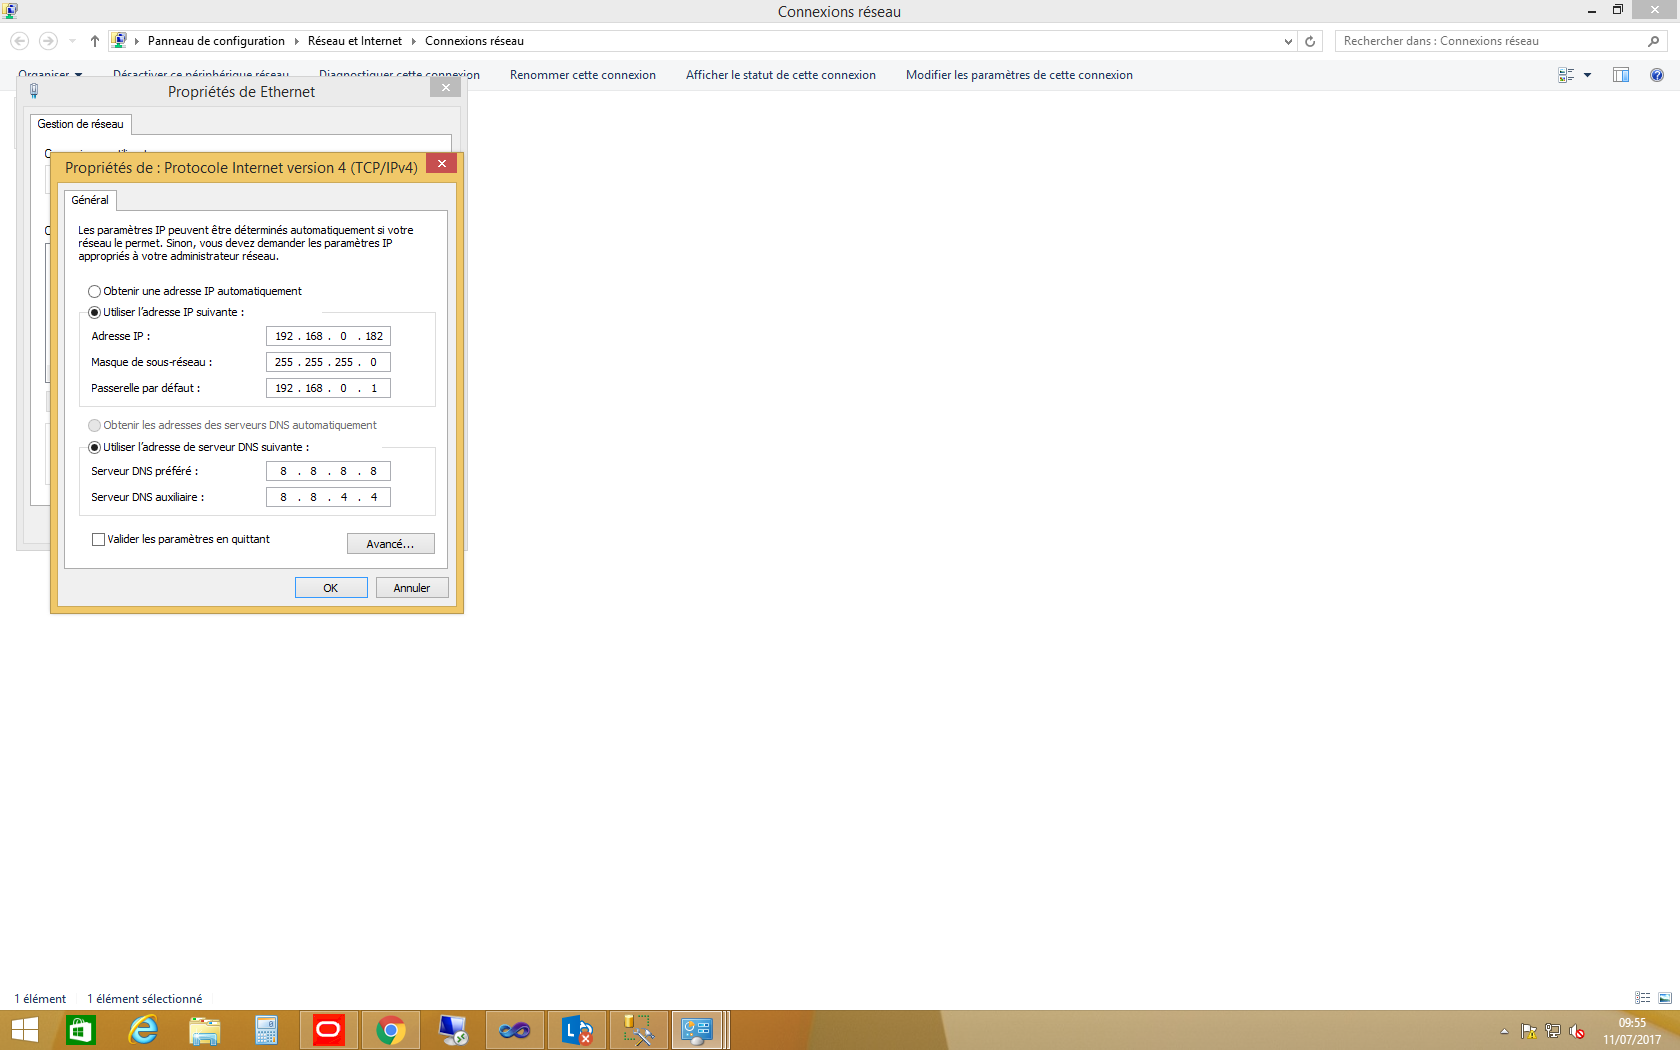 Connexions réseau
Panneau de configuration
Réseau et Internet
Connexions réseau
Rechercher dans : Connexions réseau
Organiser
Désactiver ce périphérique réseau
Diagnostiquer cette connexion
Renommer cette connexion
Afficher le statut de cette connexion
Modifier les paramètres de cette connexion
Propriétés de Ethernet
Gestion de réseau
Propriétés de : Protocole Internet version 4 (TCP/IPv4)
Général
Les paramètres IP peuvent être déterminés automatiquement si votre
réseau le permet. Sinon, vous devez demander les paramètres IP
appropriés à votre administrateur réseau.
Obtenir une adresse IP automatiquement
Utiliser l'adresse IP suivante :
Adresse IP : 192 . 168 . 0 . 182
Masque de sous-réseau : 255 . 255 . 255 . 0
Passerelle par défaut : 192 . 168 . 0 . 1
Obtenir les adresses des serveurs DNS automatiquement
Utiliser l'adresse de serveur DNS suivante :
Serveur DNS préféré : 8 . 8 . 8 . 8
Serveur DNS auxiliaire : 8 . 8 . 4 . 4
Valider les paramètres en quittant
Avancé...
OK
Annuler
1 élément
1 élément sélectionné
09:55
11/07/2017